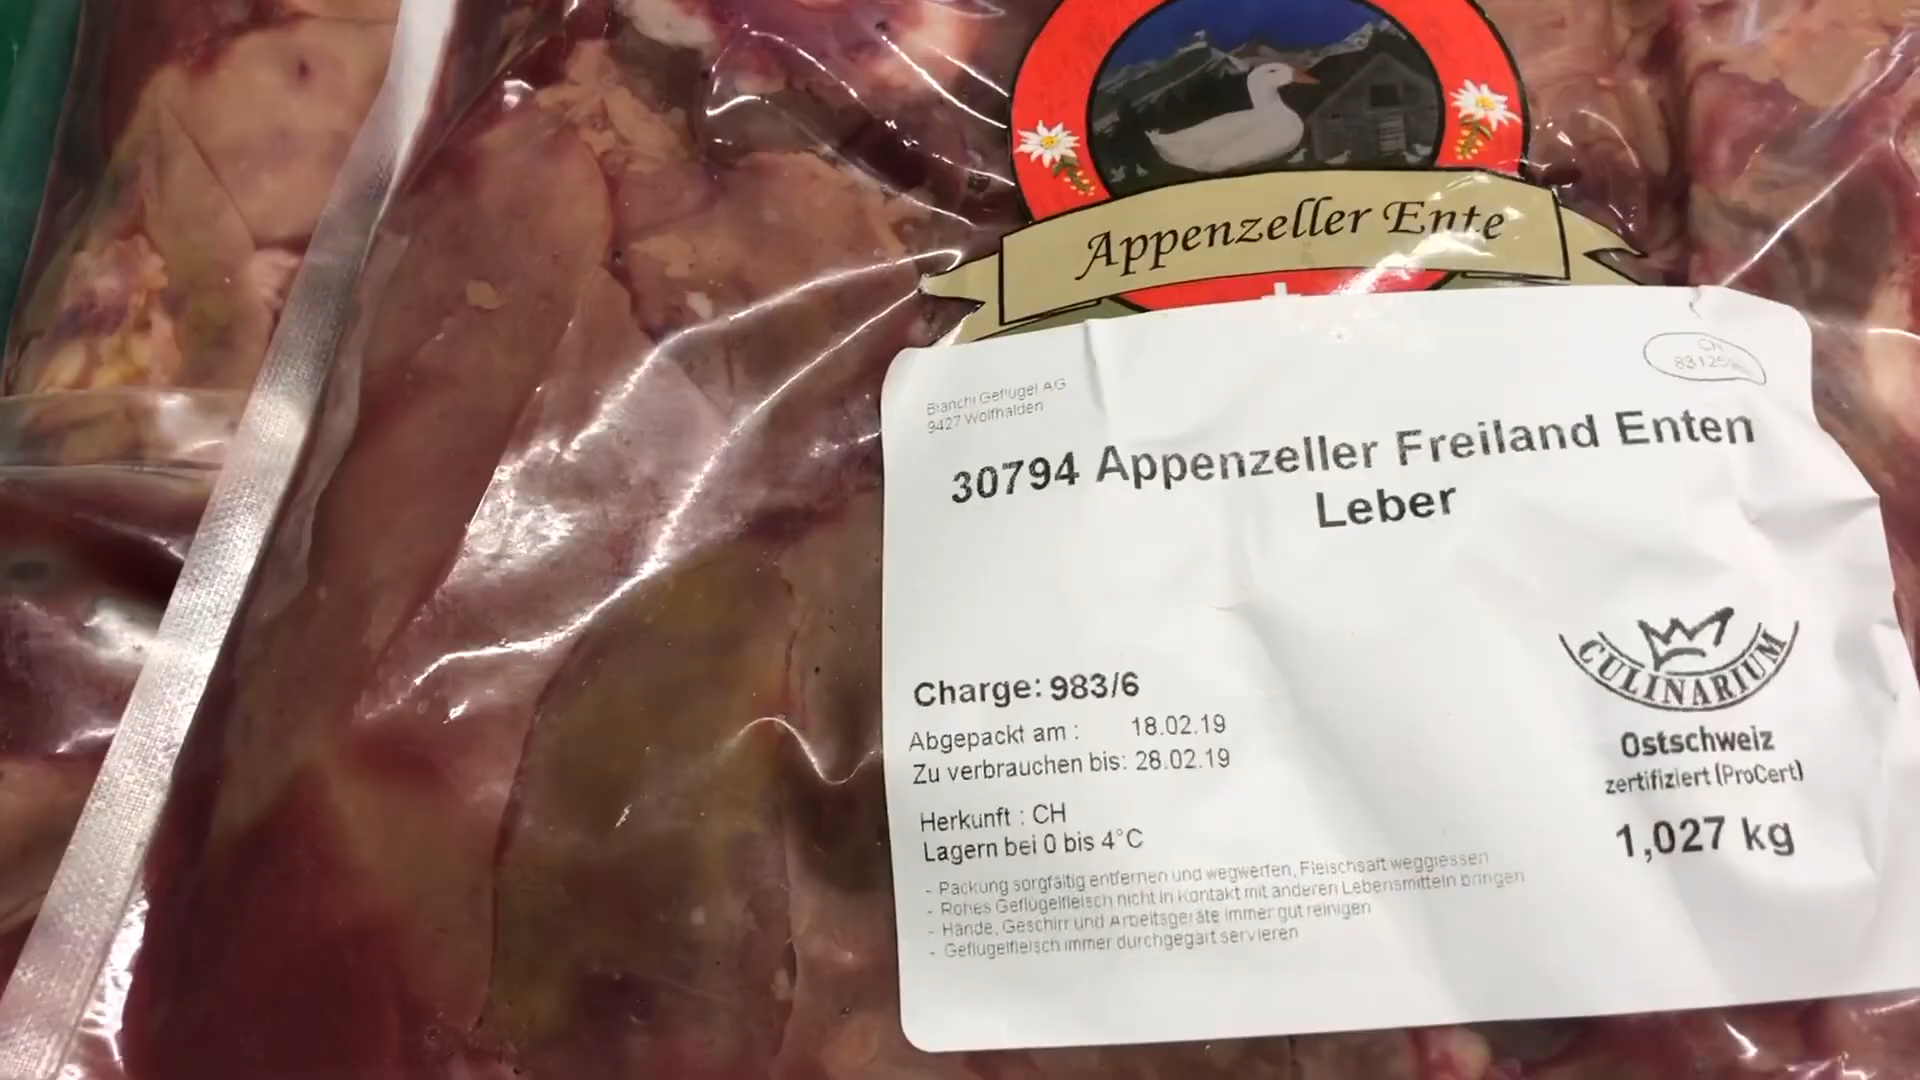 Appenzeller Ente
CH
Bianchi Geflügel AG
9427 Wolfhalden
30794 Appenzeller Freiland Enten
Leber
CULINARIUM
Charge: 983/6
Abgepackt am : 18.02.19
Ostschweiz
Zu verbrauchen bis: 28.02.19
zertifiziert (ProCert)
Herkunft : CH
1,027 kg
Lagern bei 0 bis 4°C
- Packung sorgfältig entfernen und wegwerfen, Fleischsaft weggiessen
- Rohes Geflügelfleisch nicht in Kontakt mit anderen Lebensmitteln bringen
- Hände, Geschirr und Arbeitsgeräte immer gut reinigen
- Geflügelfleisch immer durchgegart servieren